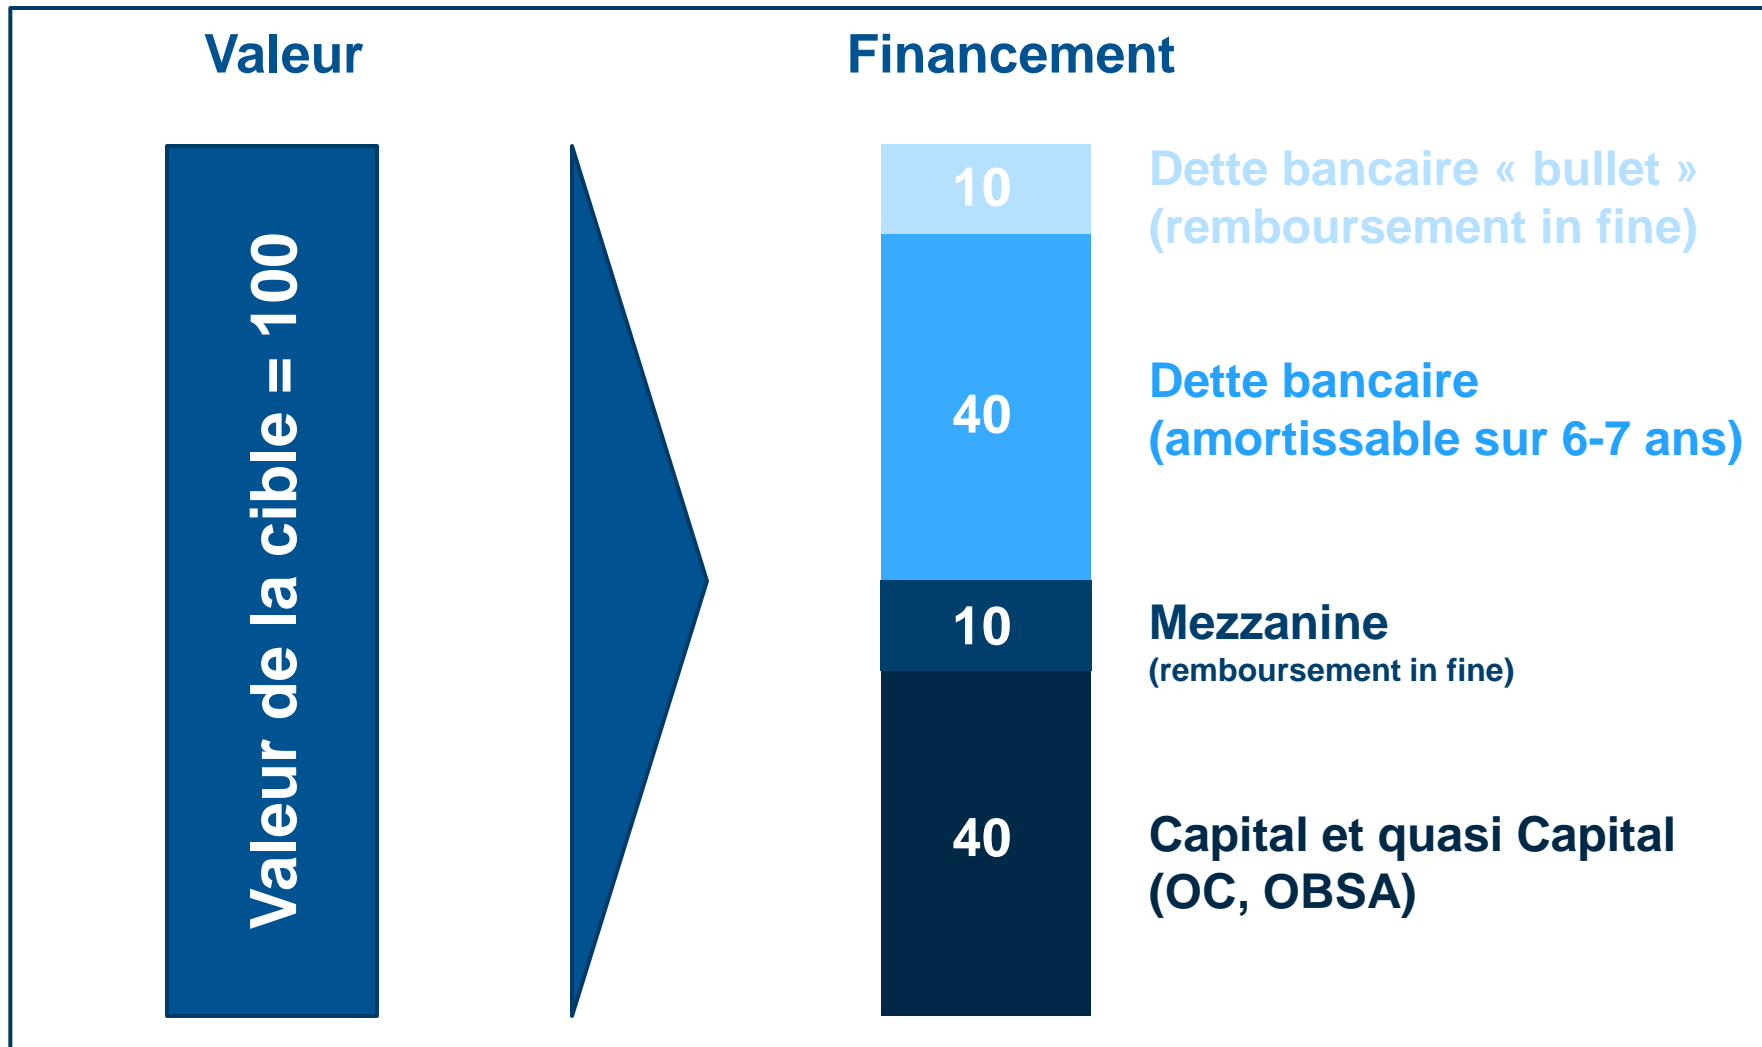 Valeur
Financement
Valeur de la cible = 100
10
Dette bancaire « bullet »
(remboursement in fine)
40
Dette bancaire
(amortissable sur 6-7 ans)
10
Mezzanine
(remboursement in fine)
40
Capital et quasi Capital
(OC, OBSA)